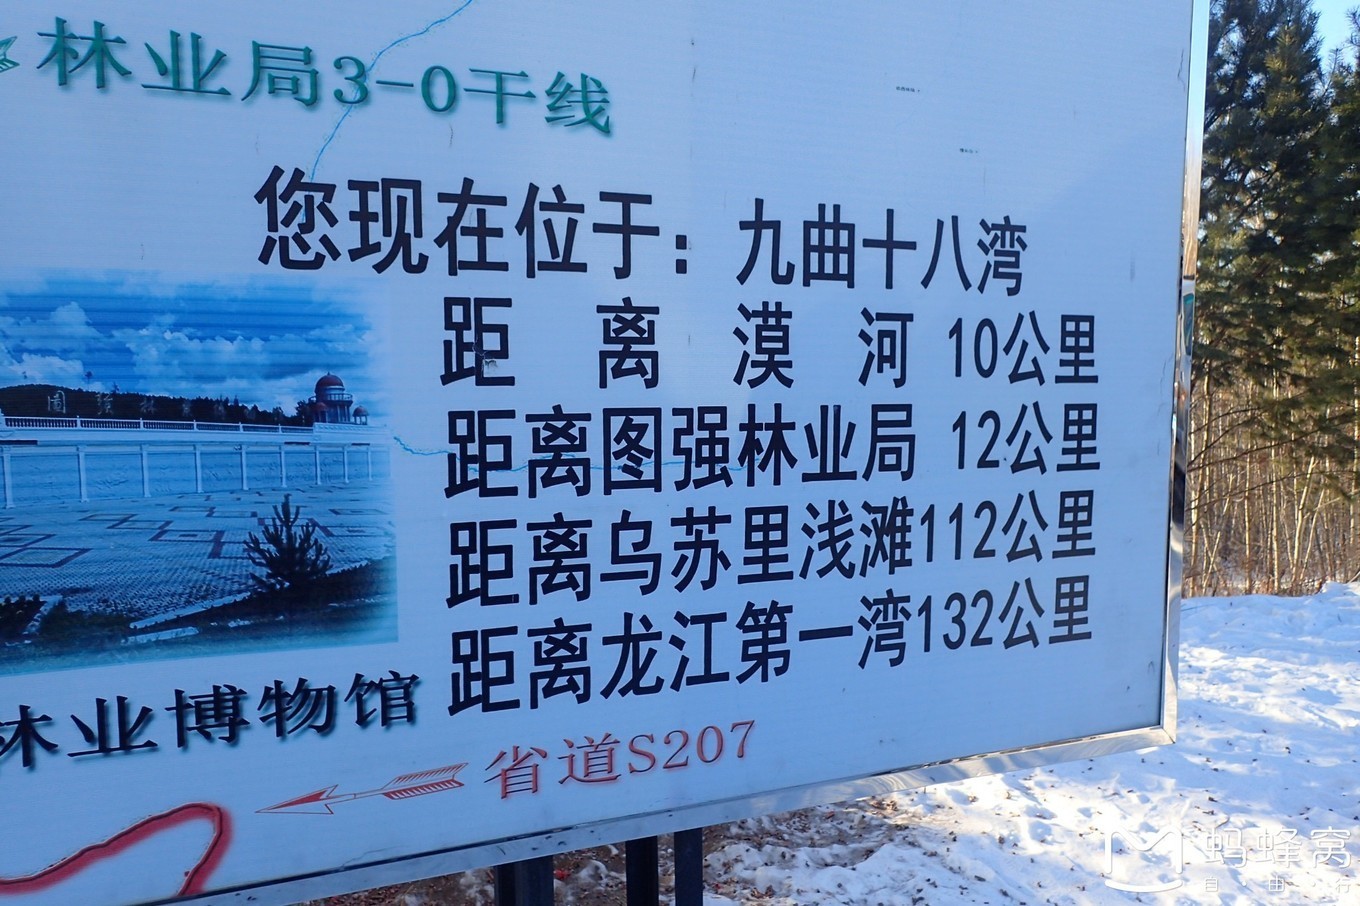 林业局3-0干线
您现在位于：九曲十八湾
距离漠河 10公里
距离图强林业局 12公里
距离乌苏里浅滩112公里
距离龙江第一湾132公里
林业博物馆
省道S207
蚂蜂窝
自由行